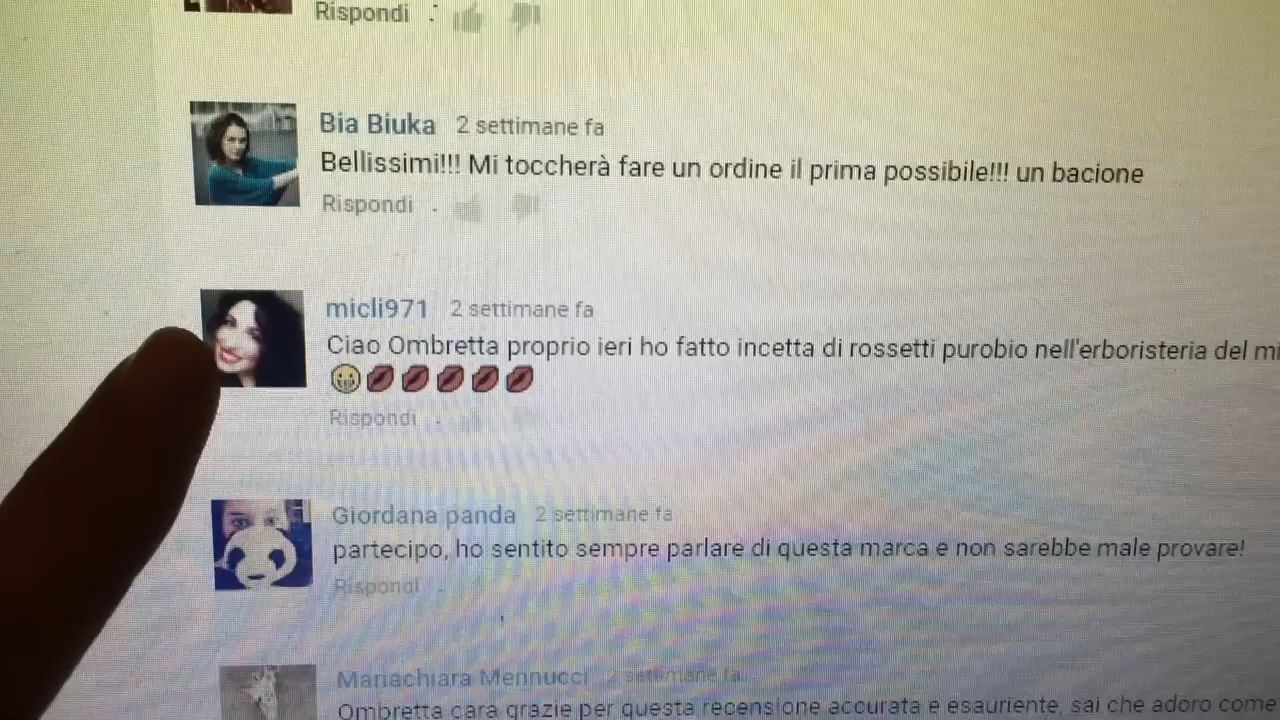 Rispondi
Bia Biuka 2 settimane fa
Bellissimi!!! Mi toccherà fare un ordine il prima possibile!!! un bacione
Rispondi
micli971 2 settimane fa
Ciao Ombretta proprio ieri ho fatto incetta di rossetti purobio nell'erboristeria del mi
Rispondi
Giordana panda 2 settimane fa
partecipo, ho sentito sempre parlare di questa marca e non sarebbe male provare!
Rispondi
Mariachiara Mennucci 2 settimane fa
Ombretta cara grazie per questa recensione accurata e esauriente, sai che adoro come